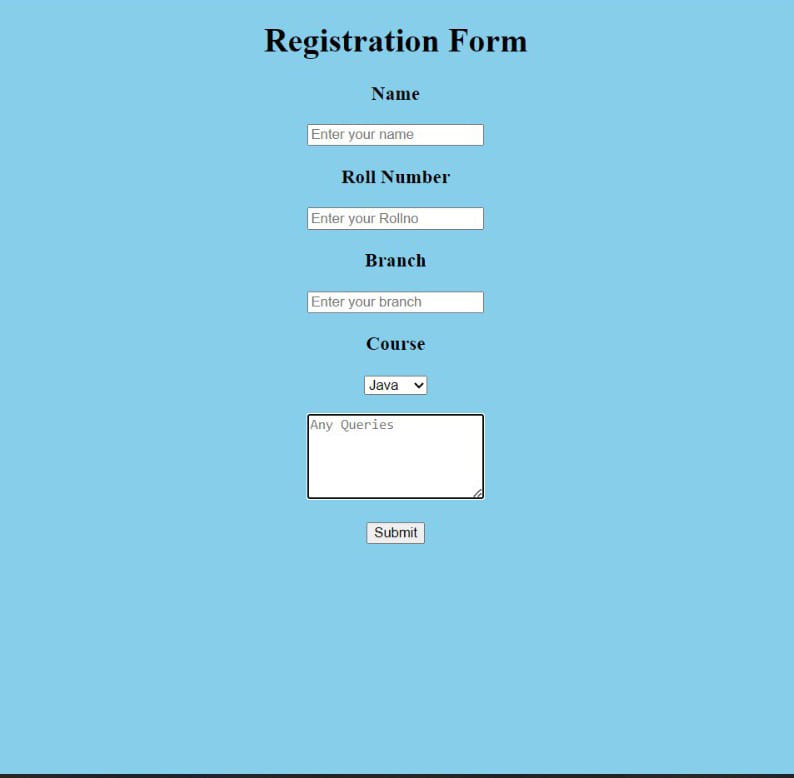 Registration Form
Name
Enter your name
Roll Number
Enter your Rollno
Branch
Enter your branch
Course
Java
Any Queries
Submit